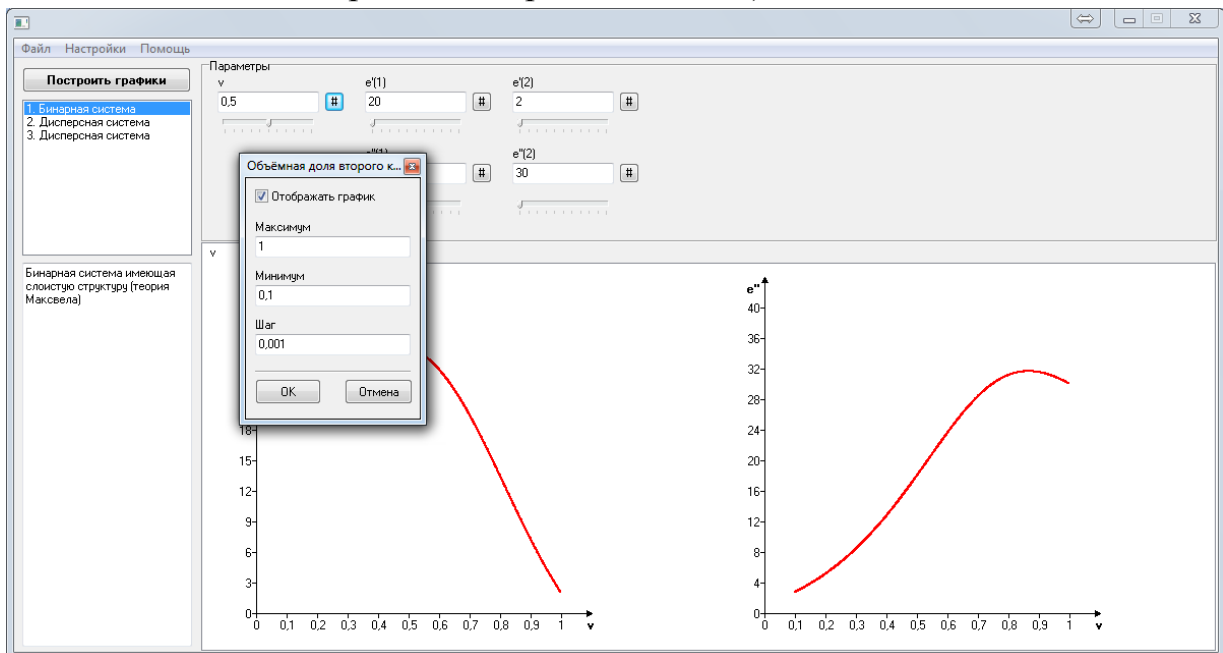 Файл Настройки Помощь
Построить графики
1. Бинарная система
2. Дисперсная система
3. Дисперсная система
Бинарная система имеющая
слоистую структуру (теория
Максвела)
Параметры
v e'(1) e'(2)
0,5 # 20 # 2 #
e''(2)
# 30 #
Объёмная доля второго к...
Отображать график
Максимум
1
Минимум
0,1
Шаг
0,001
OK Отмена
v
18
15
12
9
6
3
0
0 0,1 0,2 0,3 0,4 0,5 0,6 0,7 0,8 0,9 1 v
e''
40
36
32
28
24
20
16
12
8
4
0
0 0,1 0,2 0,3 0,4 0,5 0,6 0,7 0,8 0,9 1 v